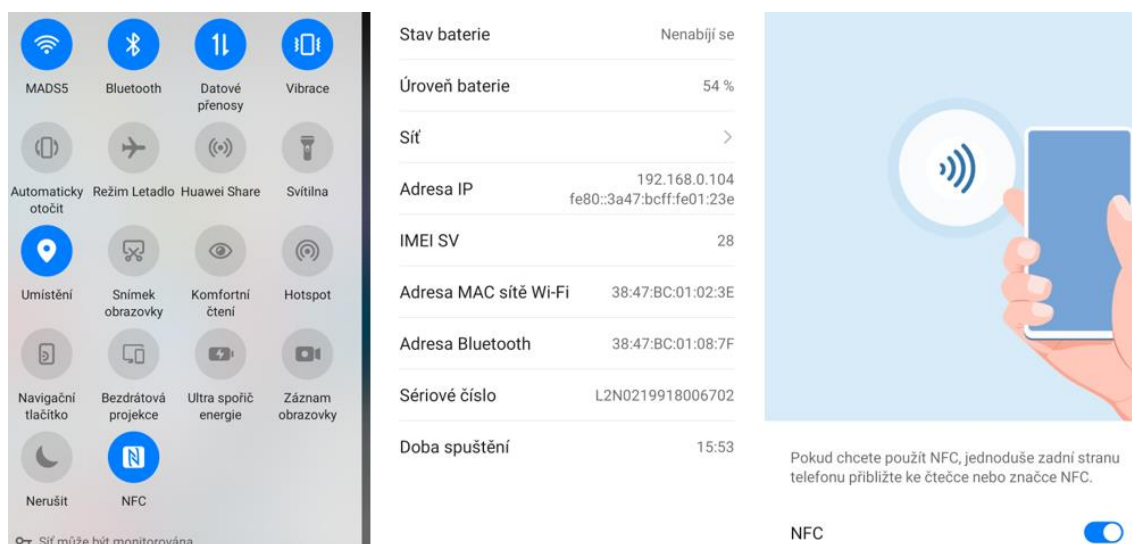 MADS5
Bluetooth
Datové
přenosy
Vibrace
Automaticky
otočit
Režim Letadlo
Huawei Share
Svítilna
Umístění
Snímek
obrazovky
Komfortní
čtení
Hotspot
Navigační
tlačítko
Bezdrátová
projekce
Ultra spořič
energie
Záznam
obrazovky
Nerušit
NFC
Síť může být monitorována
Stav baterie Nenabíjí se
Úroveň baterie 54 %
Síť
Adresa IP 192.168.0.104
fe80::3a47:bcff:fe01:23e
IMEI SV 28
Adresa MAC sítě Wi-Fi 38:47:BC:01:02:3E
Adresa Bluetooth 38:47:BC:01:08:7F
Sériové číslo L2N0219918006702
Doba spuštění 15:53
Pokud chcete použít NFC, jednoduše zadní stranu
telefonu přibližte ke čtečce nebo značce NFC.
NFC